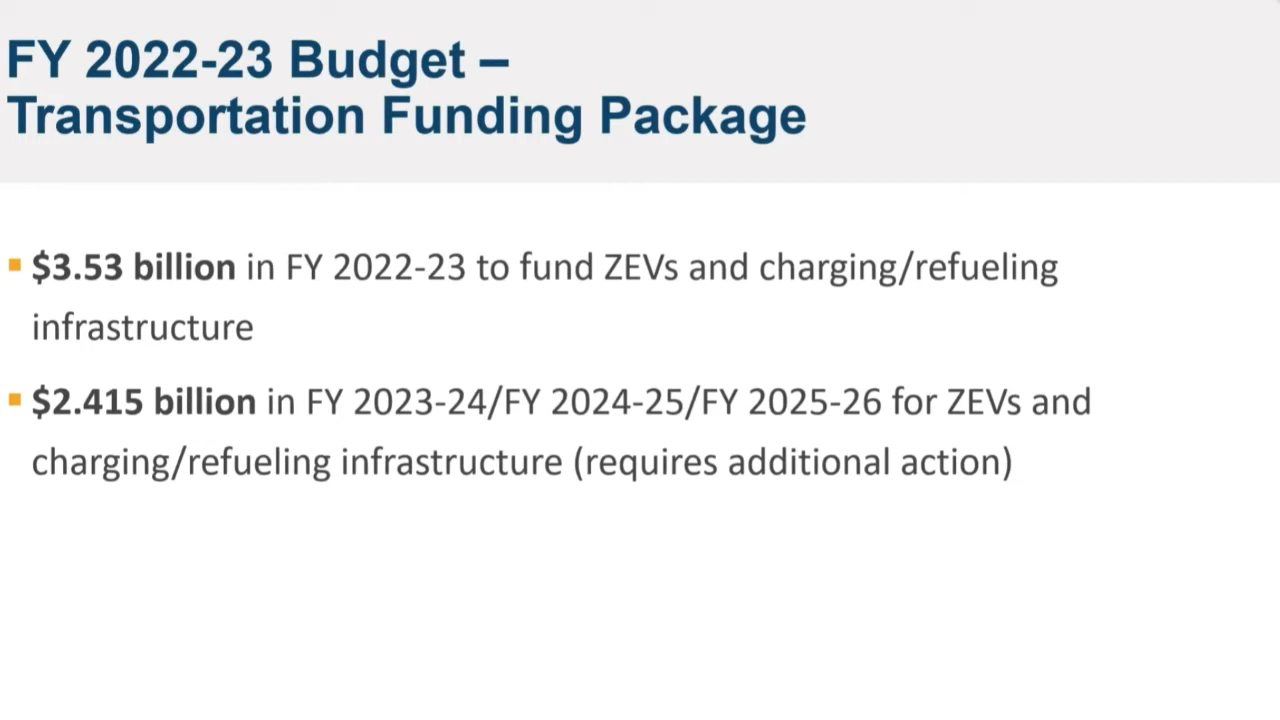 FY 2022-23 Budget –
Transportation Funding Package
▪ $3.53 billion in FY 2022-23 to fund ZEVs and charging/refueling
infrastructure
▪ $2.415 billion in FY 2023-24/FY 2024-25/FY 2025-26 for ZEVs and
charging/refueling infrastructure (requires additional action)